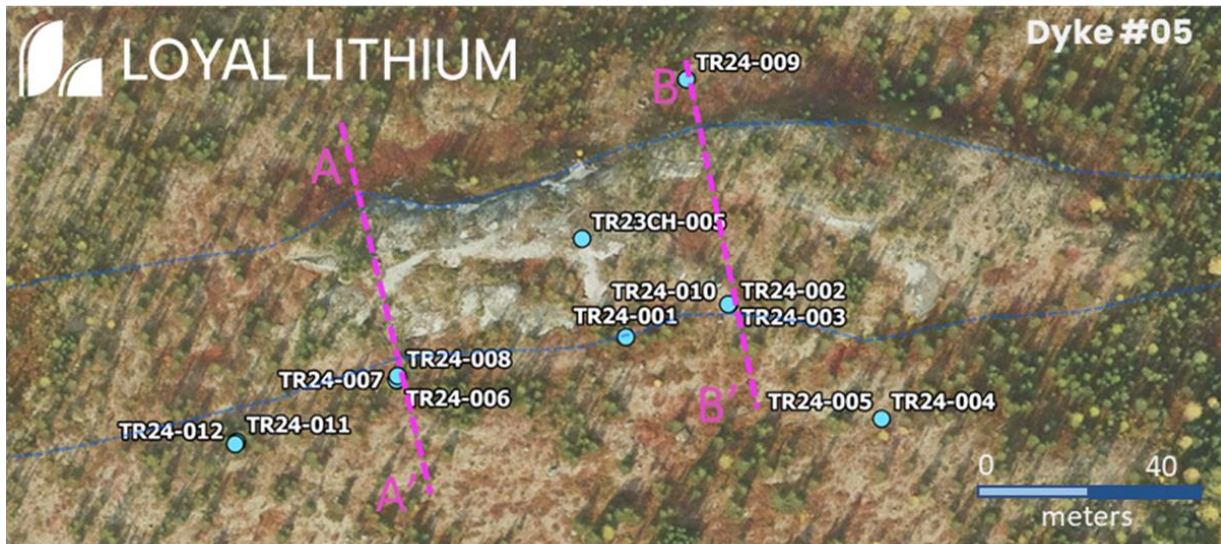 LOYAL LITHIUM
Dyke #05
TR24-009
B
A
TR23CH-005
TR24-010
TR24-002
TR24-001
TR24-003
TR24-008
TR24-007
TR24-006
B'
TR24-005
TR24-004
TR24-012
TR24-011
A'
0 40
meters